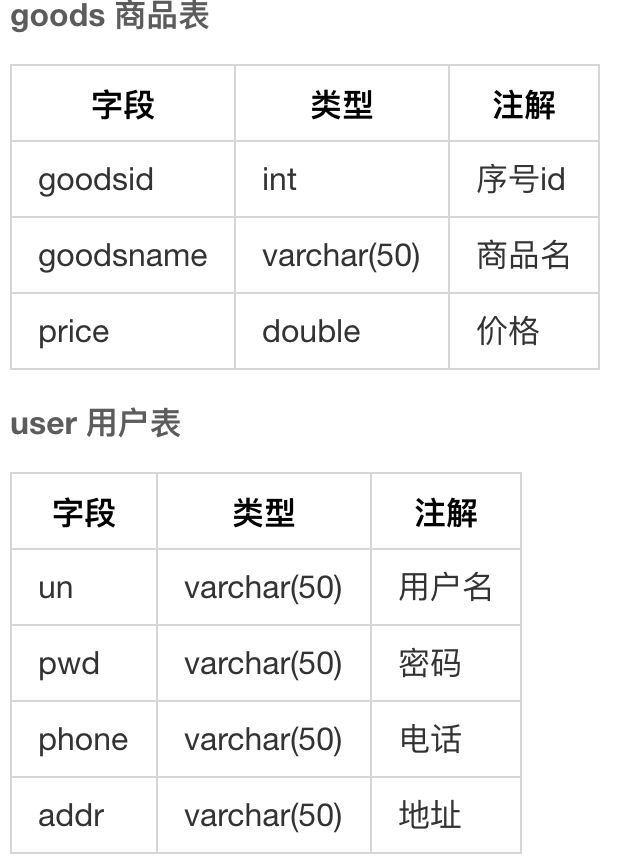 goods 商品表
字段 类型 注解
goodsid int 序号id
goodsname varchar(50) 商品名
price double 价格
user 用户表
字段 类型 注解
un varchar(50) 用户名
pwd varchar(50) 密码
phone varchar(50) 电话
addr varchar(50) 地址